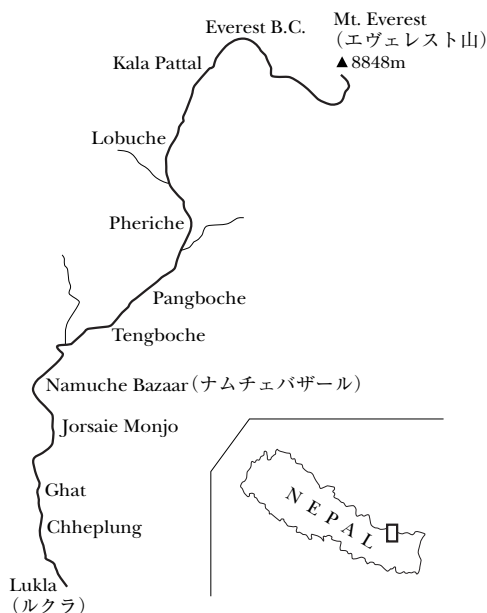 Mt. Everest
(エヴェレスト山)
▲8848m
Everest B.C.
Kala Pattal
Lobuche
Pheriche
Pangboche
Tengboche
Namuche Bazaar(ナムチェバザール)
Jorsaie Monjo
Ghat
Chheplung
Lukla
(ルクラ)
NEPAL